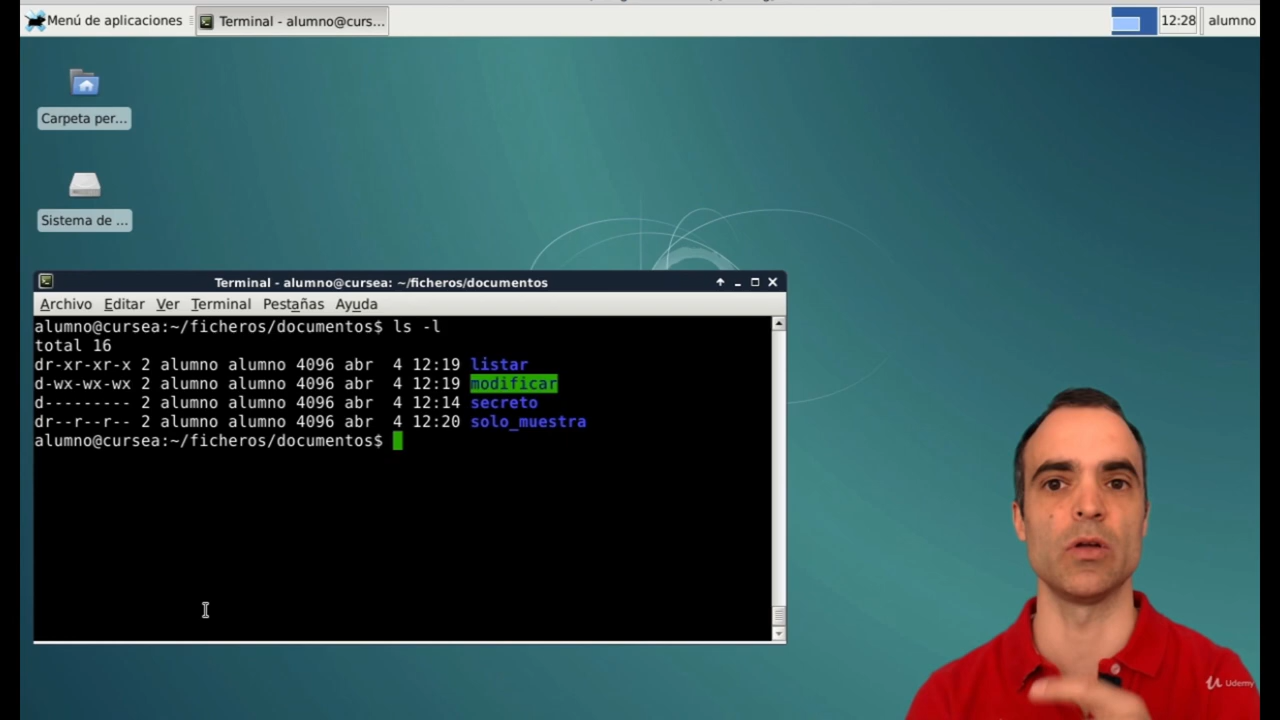 Menú de aplicaciones
Terminal - alumno@curs...
12:28
alumno
Carpeta per...
Sistema de ...
Terminal - alumno@cursea: ~/ficheros/documentos
Archivo Editar Ver Terminal Pestañas Ayuda
alumno@cursea:~/ficheros/documentos$ ls -l
total 16
dr-xr-xr-x 2 alumno alumno 4096 abr  4 12:19 listar
d-wx-wx-wx 2 alumno alumno 4096 abr  4 12:19 modificar
d--------- 2 alumno alumno 4096 abr  4 12:14 secreto
dr--r--r-- 2 alumno alumno 4096 abr  4 12:20 solo_muestra
alumno@cursea:~/ficheros/documentos$
Udemy